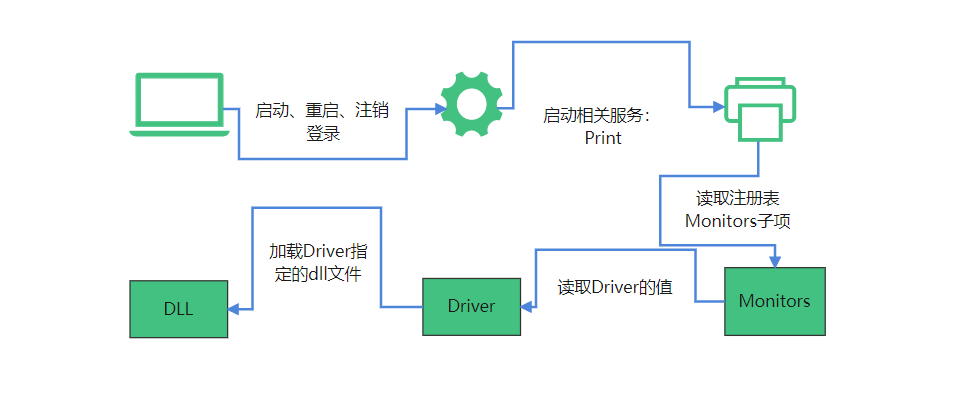 启动、重启、注销
登录
启动相关服务：
Print
读取注册表
Monitors子项
加载Driver指
定的dll文件
读取Driver的值
DLL
Driver
Monitors